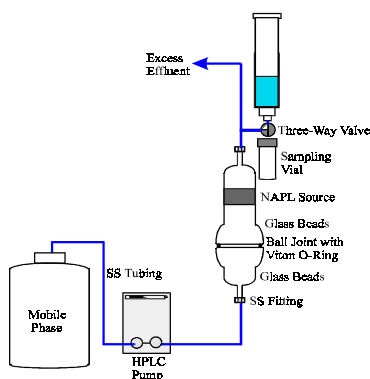 Excess
Effluent
Three-Way Valve
Sampling
Vial
NAPL Source
Glass Beads
Ball Joint with
Viton O-Ring
Glass Beads
SS Tubing
SS Fitting
Mobile
Phase
HPLC
Pump